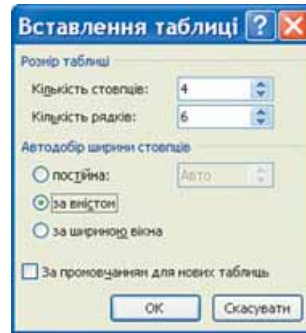 Вставлення таблиці
Розмір таблиці
Кількість стовпців: 4
Кількість рядків: 6
Автодобір ширини стовпців
постійна: Авто
за вмістом
за шириною вікна
За промовчанням для нових таблиць
ОК Скасувати